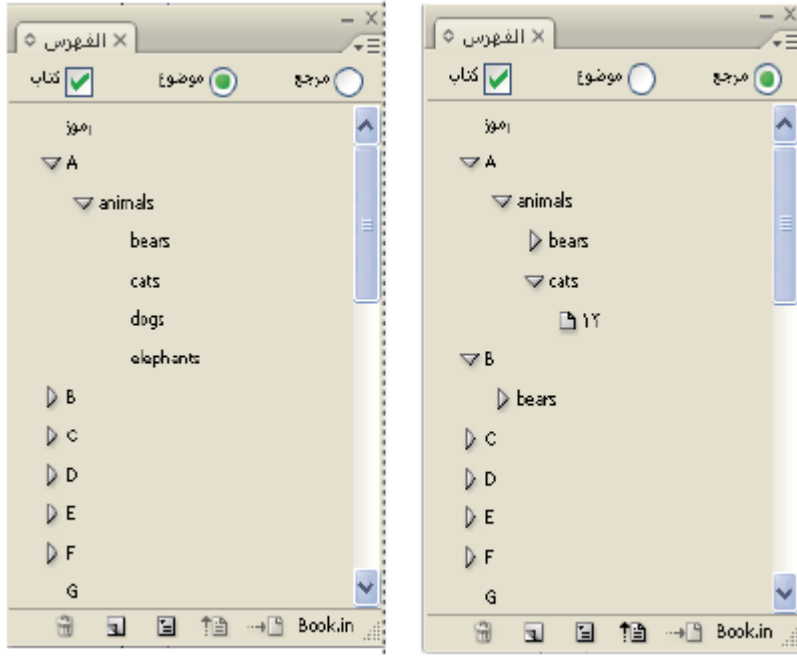 الفهرس
مرجع موضوع كتاب
رموز
A
animals
bears
cats
dogs
elephants
B
C
D
E
F
G
Book.in
الفهرس
مرجع موضوع كتاب
رموز
A
animals
bears
cats
١٢
B
bears
C
D
E
F
G
Book.in